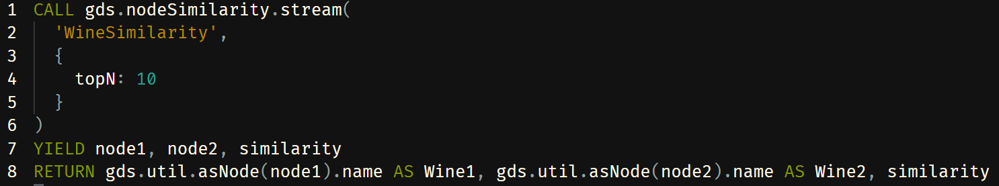 1 CALL gds.nodeSimilarity.stream(
2   'WineSimilarity',
3   {
4     topN: 10
5   }
6 )
7 YIELD node1, node2, similarity
8 RETURN gds.util.asNode(node1).name AS Wine1, gds.util.asNode(node2).name AS Wine2, similarity